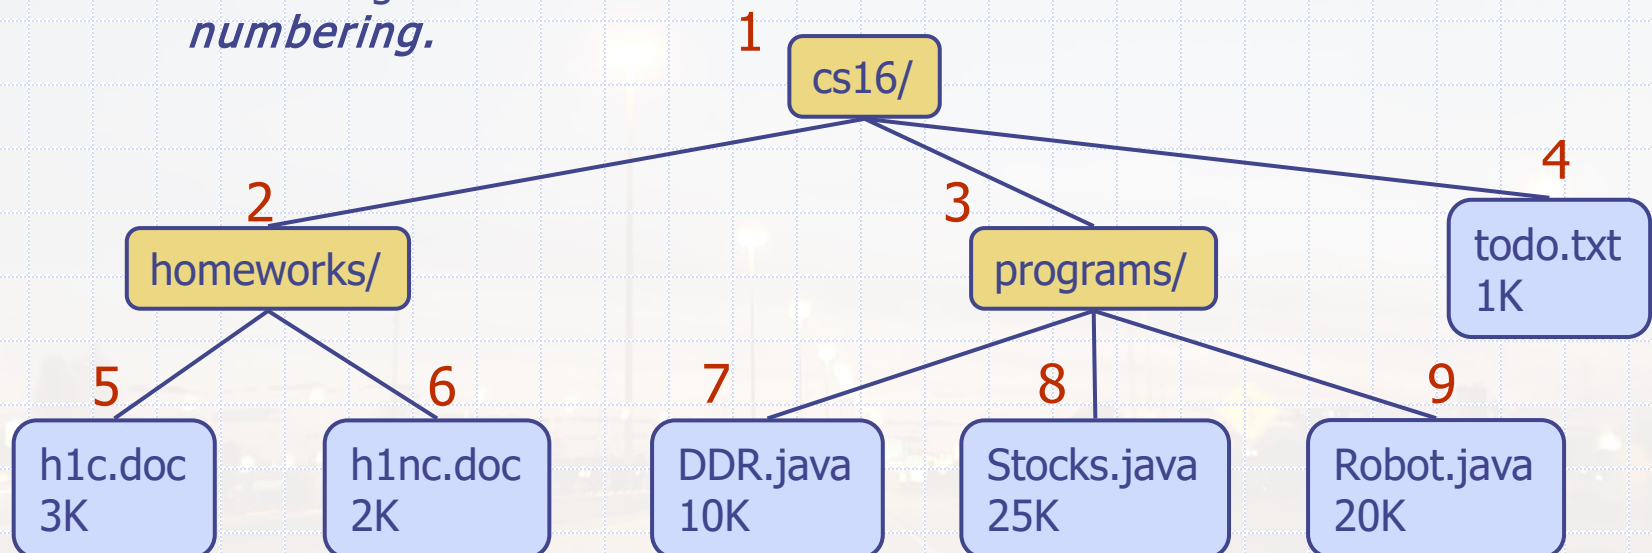 numbering.
1
cs16/
2
3
4
homeworks/
programs/
todo.txt
1K
5
6
7
8
9
h1c.doc
3K
h1nc.doc
2K
DDR.java
10K
Stocks.java
25K
Robot.java
20K